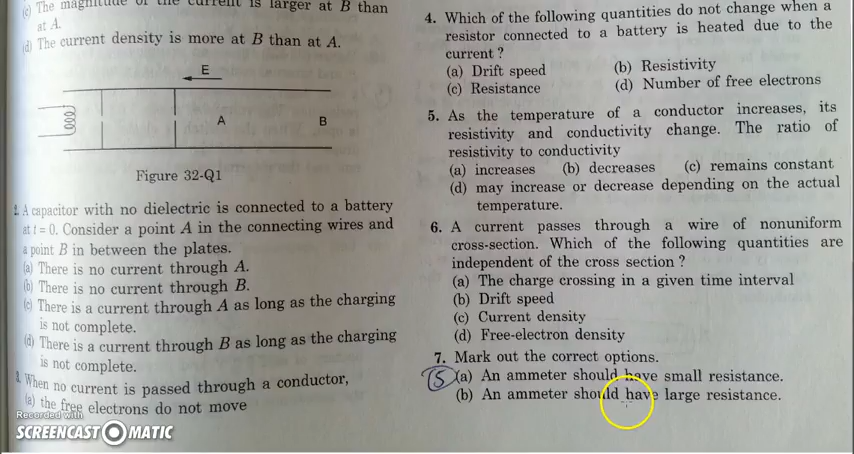 (c) The magnitude of the current is larger at B than
at A.
(d) The current density is more at B than at A.
E
A
B
Figure 32-Q1
2. A capacitor with no dielectric is connected to a battery
at t = 0. Consider a point A in the connecting wires and
a point B in between the plates.
(a) There is no current through A.
(b) There is no current through B.
(c) There is a current through A as long as the charging
is not complete.
(d) There is a current through B as long as the charging
is not complete.
3. When no current is passed through a conductor,
(a) the free electrons do not move
4. Which of the following quantities do not change when a
resistor connected to a battery is heated due to the
current ?
(a) Drift speed (b) Resistivity
(c) Resistance (d) Number of free electrons
5. As the temperature of a conductor increases, its
resistivity and conductivity change. The ratio of
resistivity to conductivity
(a) increases (b) decreases (c) remains constant
(d) may increase or decrease depending on the actual
temperature.
6. A current passes through a wire of nonuniform
cross-section. Which of the following quantities are
independent of the cross section ?
(a) The charge crossing in a given time interval
(b) Drift speed
(c) Current density
(d) Free-electron density
7. Mark out the correct options.
5 (a) An ammeter should have small resistance.
(b) An ammeter should have large resistance.
Recorded with
SCREENCAST O MATIC